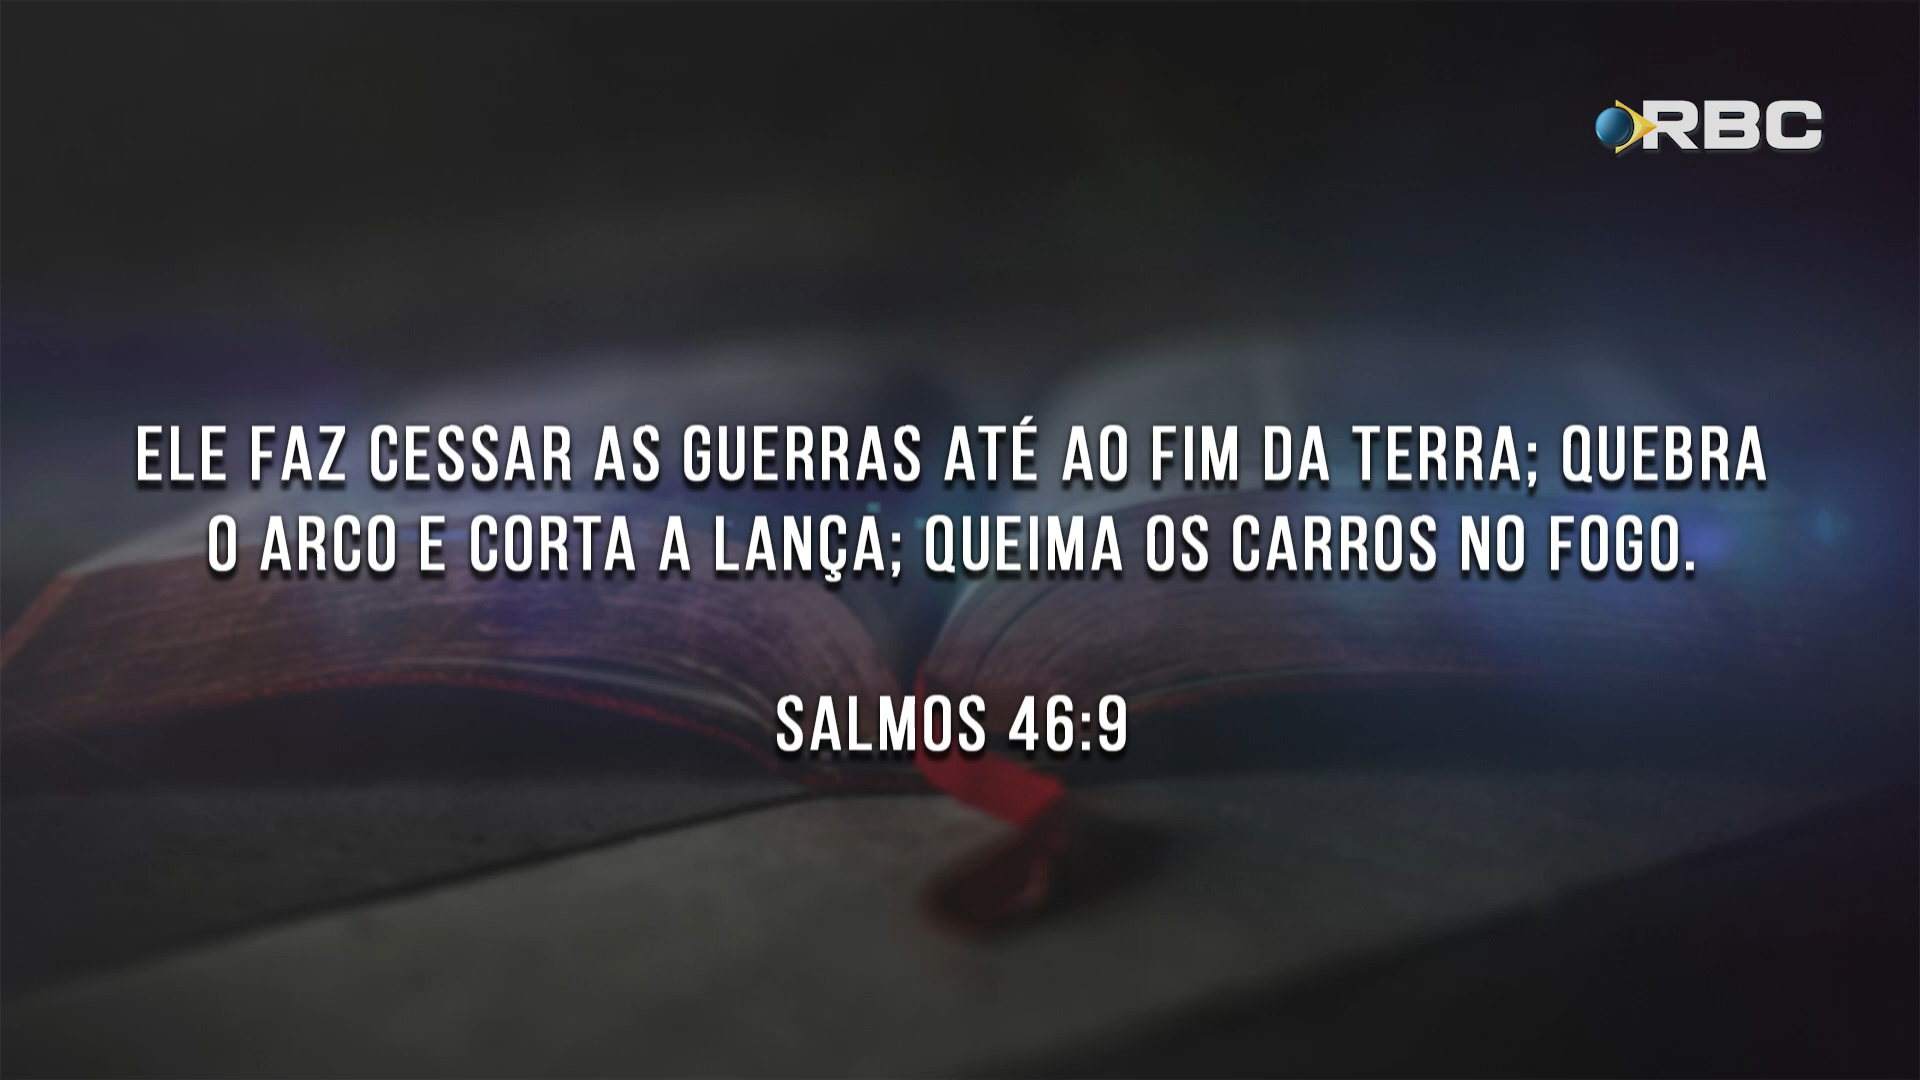 RBC
ELE FAZ CESSAR AS GUERRAS ATÉ AO FIM DA TERRA; QUEBRA
O ARCO E CORTA A LANÇA; QUEIMA OS CARROS NO FOGO.
SALMOS 46:9